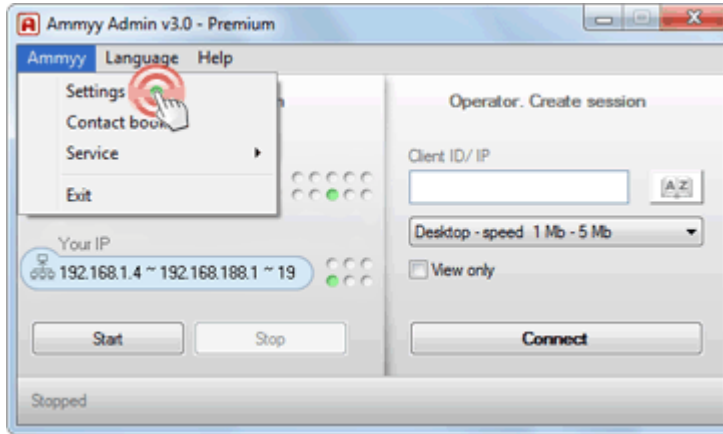 Ammyy Admin v3.0 - Premium
Ammyy Language Help
Settings
Contact book
Service
Exit
Your IP
192.168.1.4 ~ 192.168.188.1 ~ 19
Start Stop
Operator. Create session
Client ID/ IP
A Z
Desktop - speed 1 Mb - 5 Mb
View only
Connect
Stopped